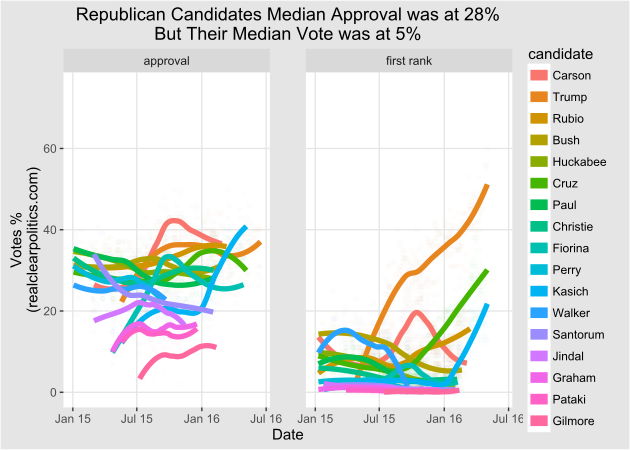 Republican Candidates Median Approval was at 28%
But Their Median Vote was at 5%
approval
first rank
candidate
Carson
Trump
Rubio
Bush
Huckabee
Cruz
Paul
Christie
Fiorina
Perry
Kasich
Walker
Santorum
Jindal
Graham
Pataki
Gilmore
Votes %
(realclearpolitics.com)
60
40
20
0
Jan 15 Jul 15 Jan 16 Jul 16
Jan 15 Jul 15 Jan 16 Jul 16
Date